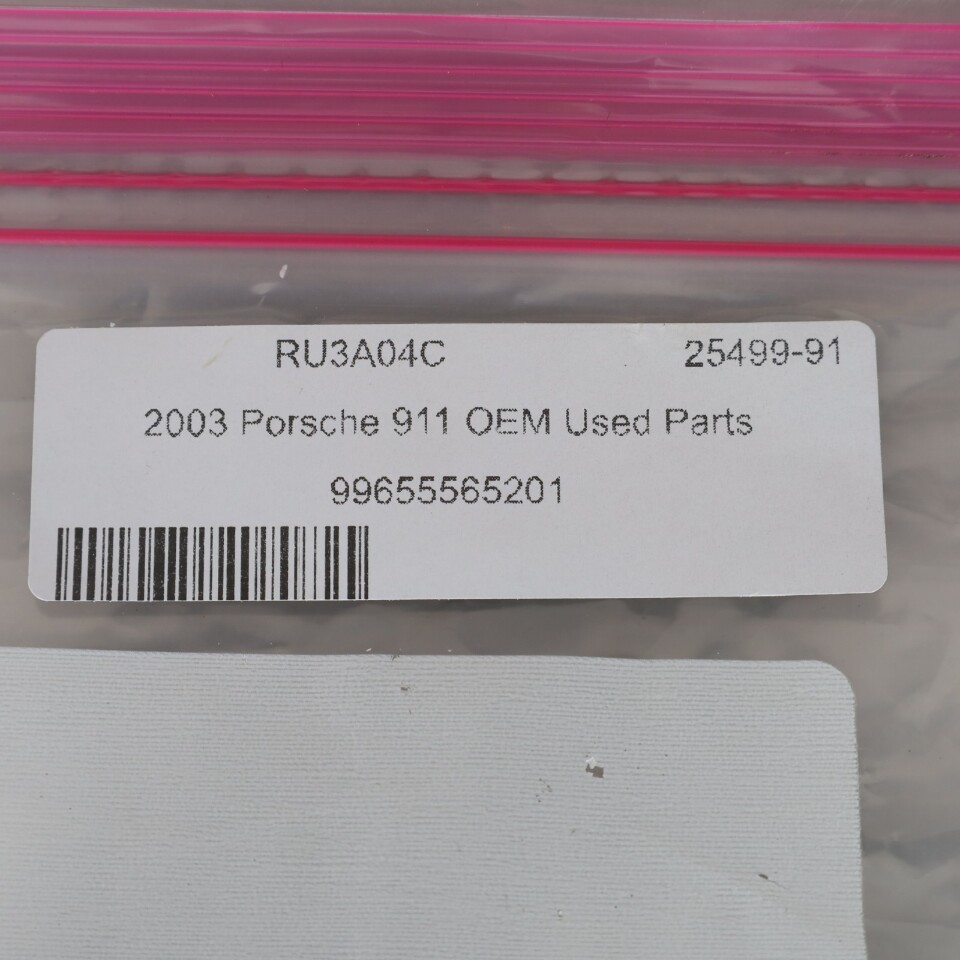 RU3A04C 25499-91
2003 Porsche 911 OEM Used Parts
99655565201